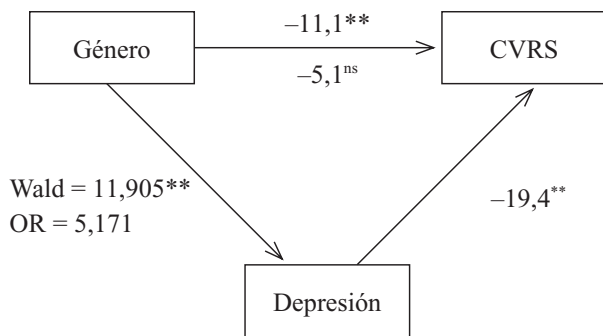 –11,1**
Género
CVRS
–5,1ns
Wald = 11,905**
OR = 5,171
–19,4**
Depresión